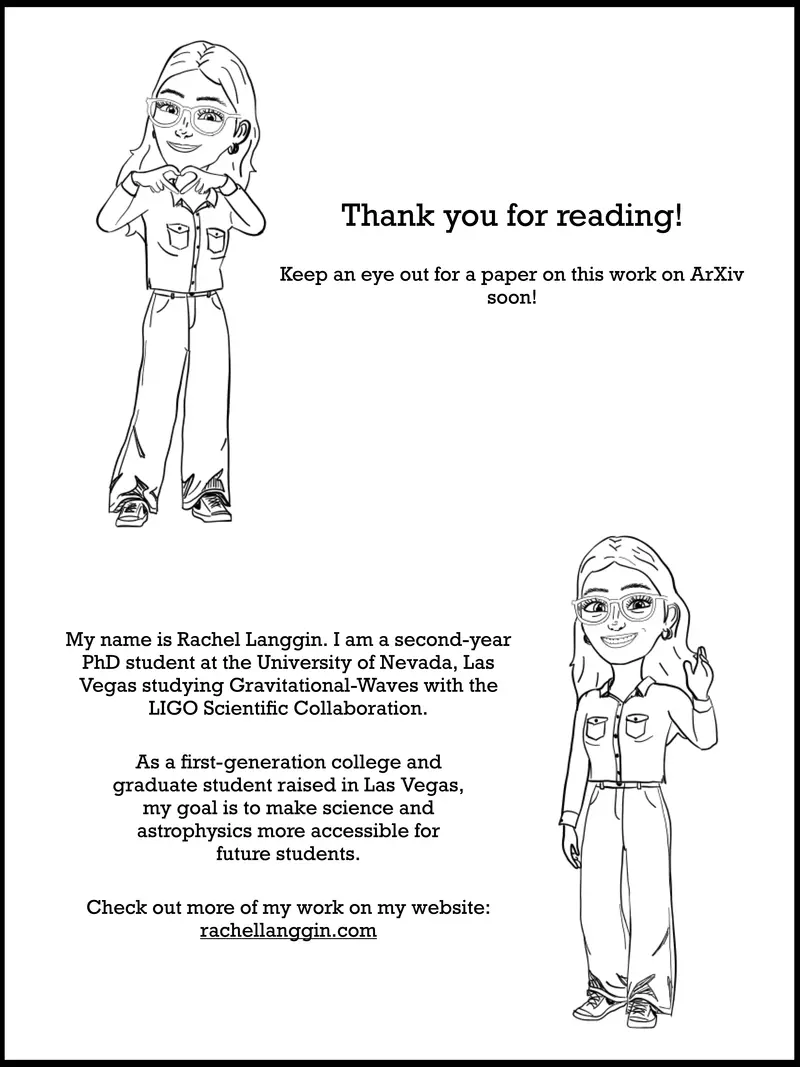 Thank you for reading!
Keep an eye out for a paper on this work on ArXiv
soon!
My name is Rachel Langgin. I am a second-year
PhD student at the University of Nevada, Las
Vegas studying Gravitational-Waves with the
LIGO Scientific Collaboration.
As a first-generation college and
graduate student raised in Las Vegas,
my goal is to make science and
astrophysics more accessible for
future students.
Check out more of my work on my website:
rachellanggin.com